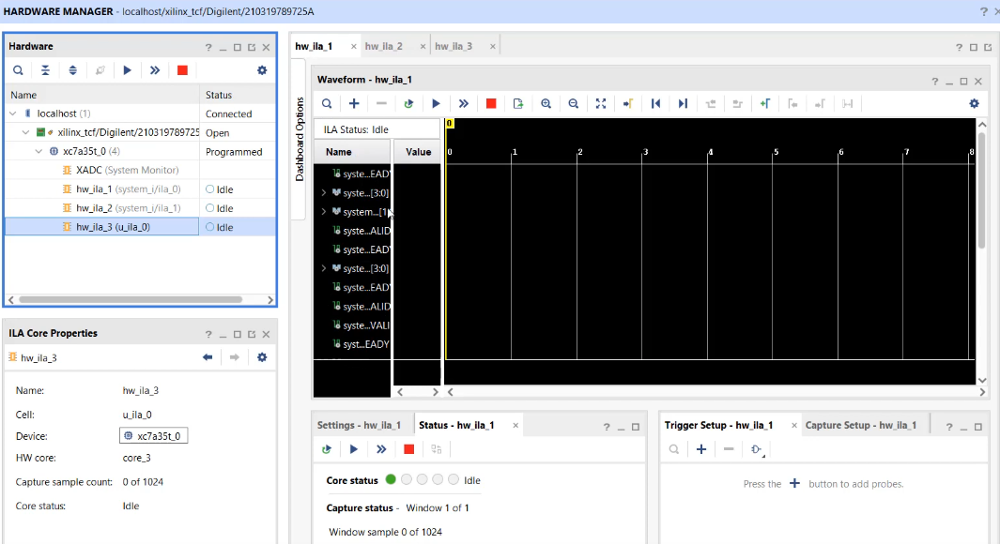 HARDWARE MANAGER - localhost/xilinx_tcf/Digilent/210319789725A
Hardware
Name Status
localhost (1) Connected
xilinx_tcf/Digilent/210319789725 Open
xc7a35t_0 (4) Programmed
XADC (System Monitor)
hw_ila_1 (system_i/ila_0) Idle
hw_ila_2 (system_i/ila_1) Idle
hw_ila_3 (u_ila_0) Idle
ILA Core Properties
hw_ila_3
Name: hw_ila_3
Cell: u_ila_0
Device: xc7a35t_0
HW core: core_3
Capture sample count: 0 of 1024
Core status: Idle
hw_ila_1 hw_ila_2 hw_ila_3
Dashboard Options
Waveform - hw_ila_1
ILA Status: Idle
Name Value
0
0 1 2 3 4 5 6 7 8
syste...EADY
syste...[3:0]
system...[1
syste...ALID
syste...EADY
syste...[3:0]
syste...EADY
syste...ALID
syste...VALI
syst...EADY
Settings - hw_ila_1 Status - hw_ila_1
Core status Idle
Capture status - Window 1 of 1
Window sample 0 of 1024
Trigger Setup - hw_ila_1 Capture Setup - hw_ila_1
Press the + button to add probes.